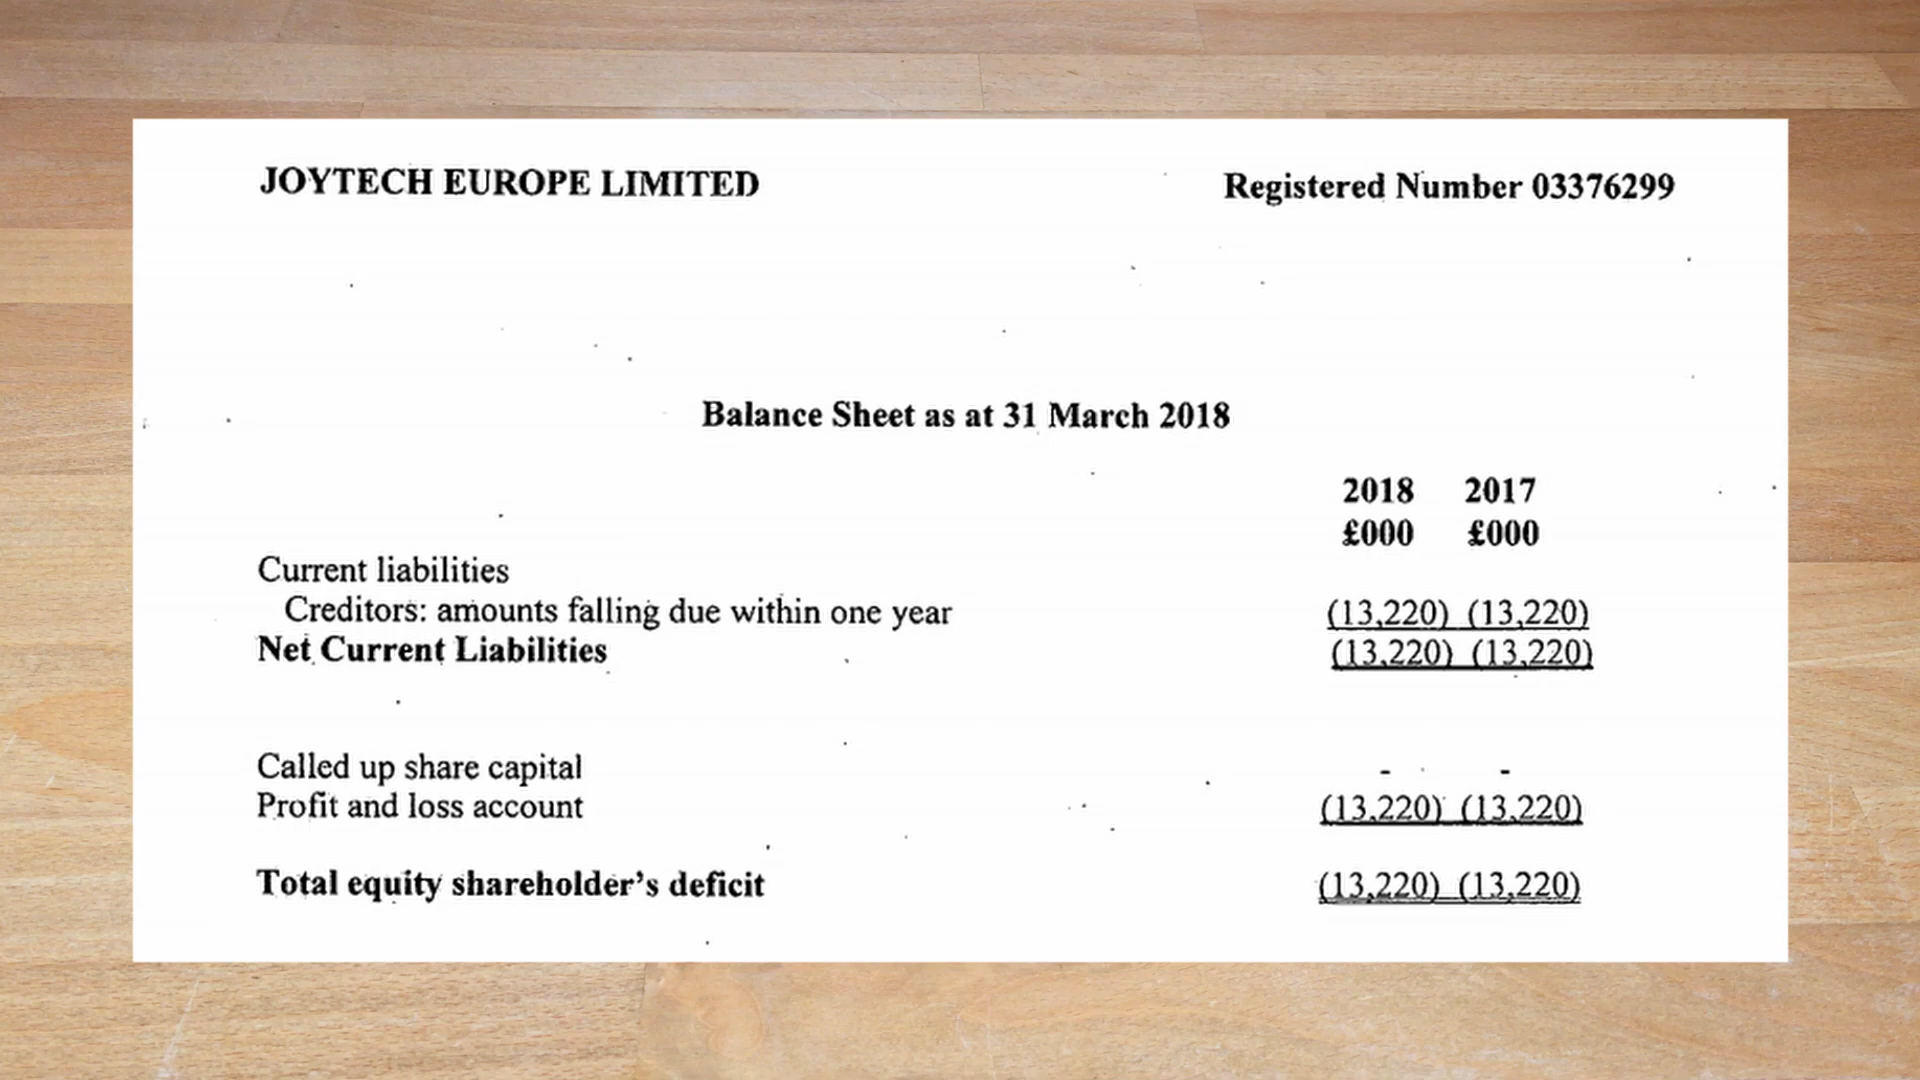 JOYTECH EUROPE LIMITED Registered Number 03376299
Balance Sheet as at 31 March 2018
2018 2017
£000 £000
Current liabilities
Creditors: amounts falling due within one year (13,220) (13,220)
Net Current Liabilities (13,220) (13,220)
Called up share capital - -
Profit and loss account (13,220) (13,220)
Total equity shareholder's deficit (13,220) (13,220)